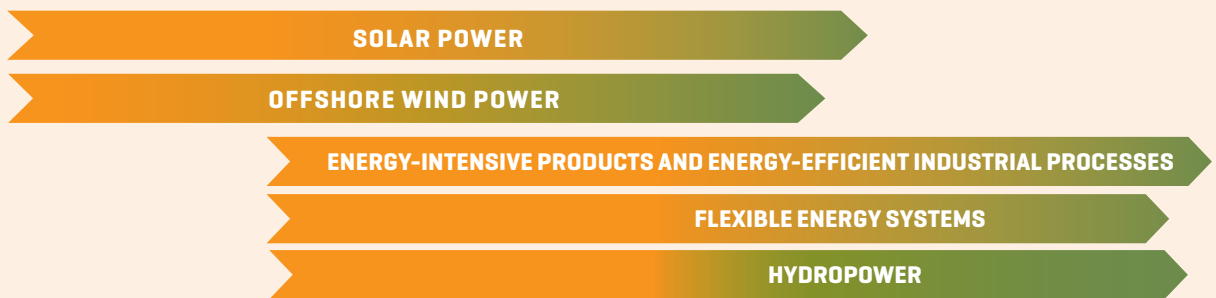 SOLAR POWER
OFFSHORE WIND POWER
ENERGY-INTENSIVE PRODUCTS AND ENERGY-EFFICIENT INDUSTRIAL PROCESSES
FLEXIBLE ENERGY SYSTEMS
HYDROPOWER